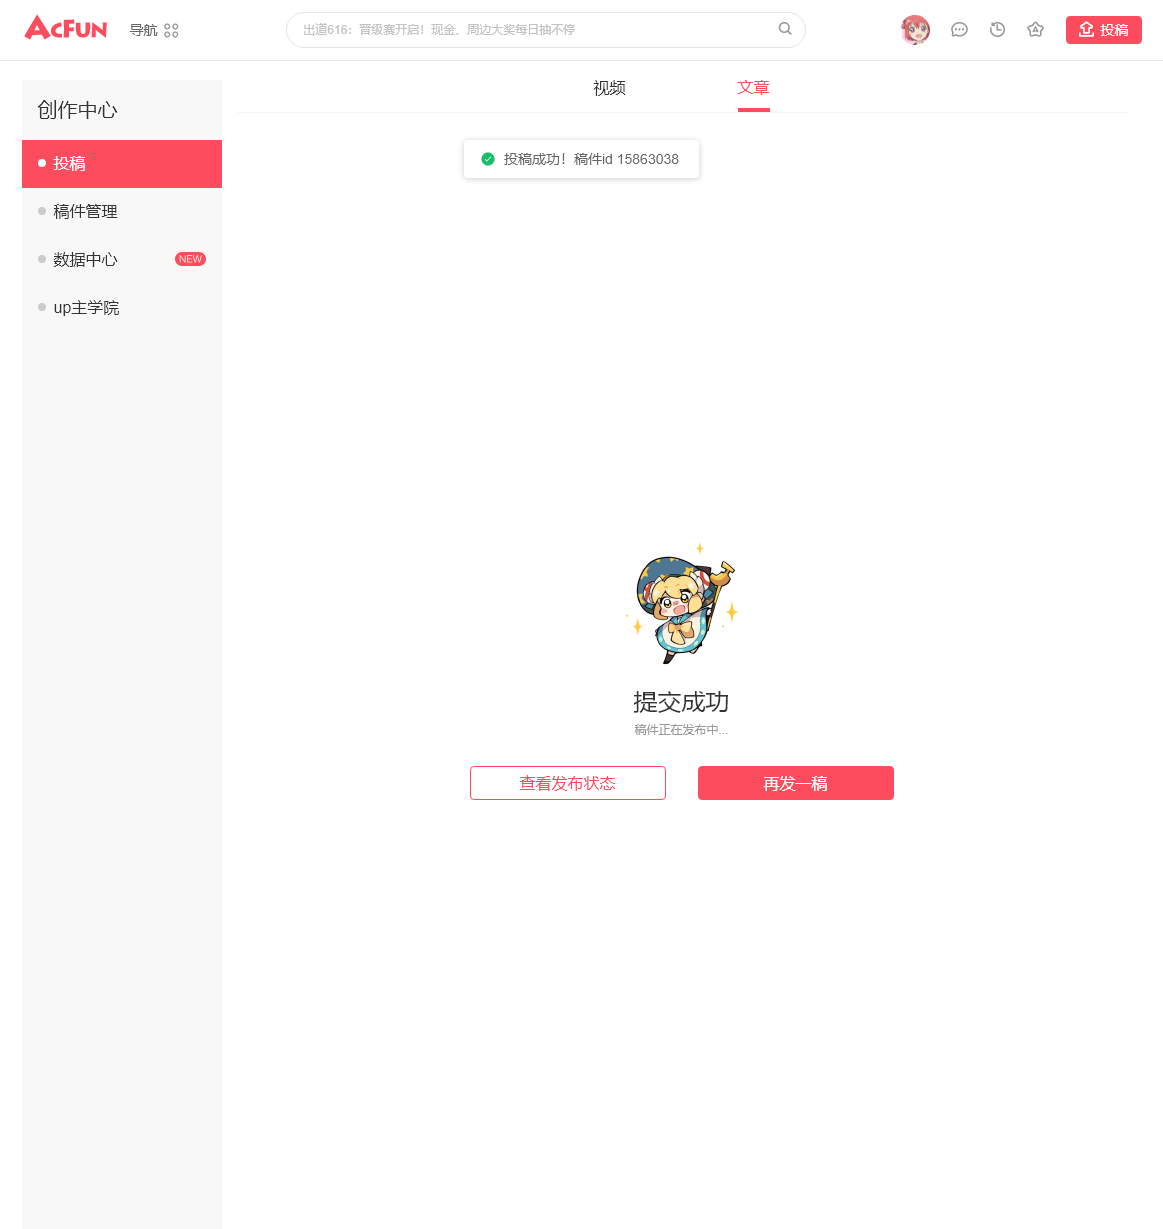 AcFun
导航
出道616：晋级赛开启！现金、周边大奖每日抽不停
投稿
创作中心
投稿
稿件管理
数据中心 NEW
up主学院
视频 文章
投稿成功！稿件id 15863038
提交成功
稿件正在发布中...
查看发布状态 再发一稿